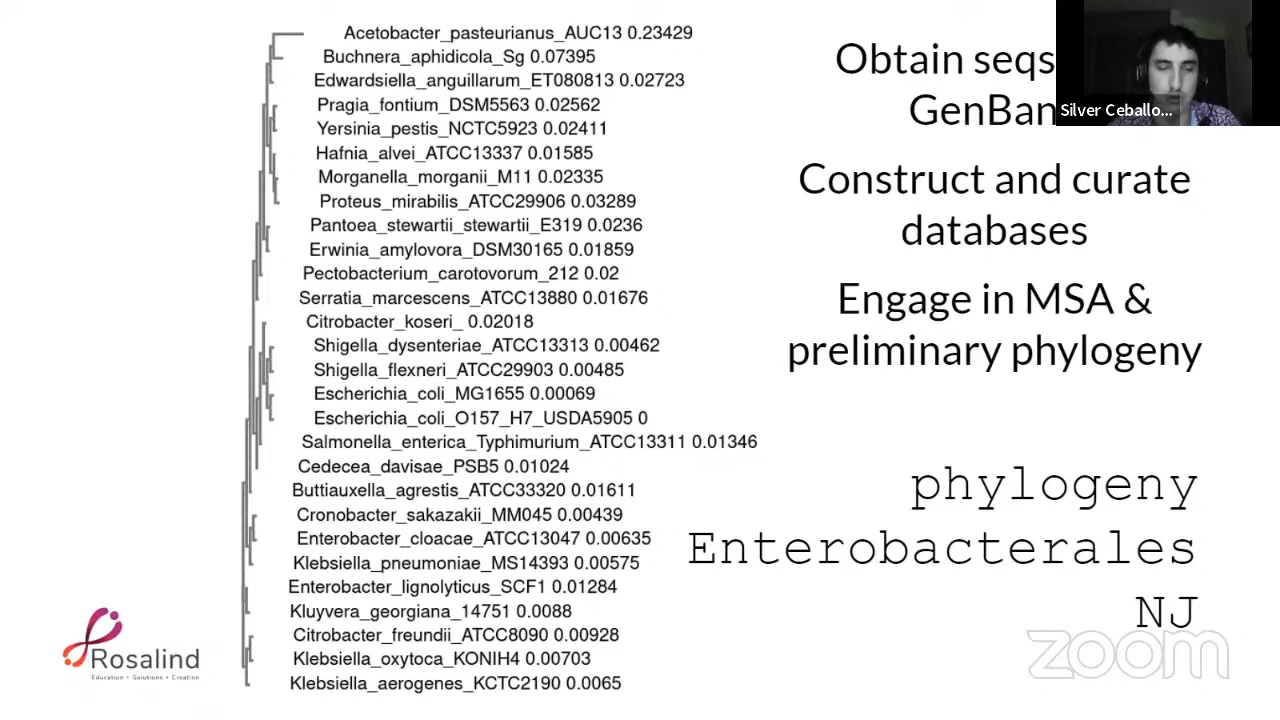 Acetobacter_pasteurianus_AUC13 0.23429
Buchnera_aphidicola_Sg 0.07395
Edwardsiella_anguillarum_ET080813 0.02723
Pragia_fontium_DSM5563 0.02562
Yersinia_pestis_NCTC5923 0.02411
Hafnia_alvei_ATCC13337 0.01585
Morganella_morganii_M11 0.02335
Proteus_mirabilis_ATCC29906 0.03289
Pantoea_stewartii_stewartii_E319 0.0236
Erwinia_amylovora_DSM30165 0.01859
Pectobacterium_carotovorum_212 0.02
Serratia_marcescens_ATCC13880 0.01676
Citrobacter_koseri_ 0.02018
Shigella_dysenteriae_ATCC13313 0.00462
Shigella_flexneri_ATCC29903 0.00485
Escherichia_coli_MG1655 0.00069
Escherichia_coli_O157_H7_USDA5905 0
Salmonella_enterica_Typhimurium_ATCC13311 0.01346
Cedecea_davisae_PSB5 0.01024
Buttiauxella_agrestis_ATCC33320 0.01611
Cronobacter_sakazakii_MM045 0.00439
Enterobacter_cloacae_ATCC13047 0.00635
Klebsiella_pneumoniae_MS14393 0.00575
Enterobacter_lignolyticus_SCF1 0.01284
Kluyvera_georgiana_14751 0.0088
Citrobacter_freundii_ATCC8090 0.00928
Klebsiella_oxytoca_KONIH4 0.00703
Klebsiella_aerogenes_KCTC2190 0.0065
Obtain seqs
GenBan
Silver Ceballo...
Construct and curate
databases
Engage in MSA &
preliminary phylogeny
phylogeny
Enterobacterales
NJ
Rosalind
Education • Solutions • Creation
zoom